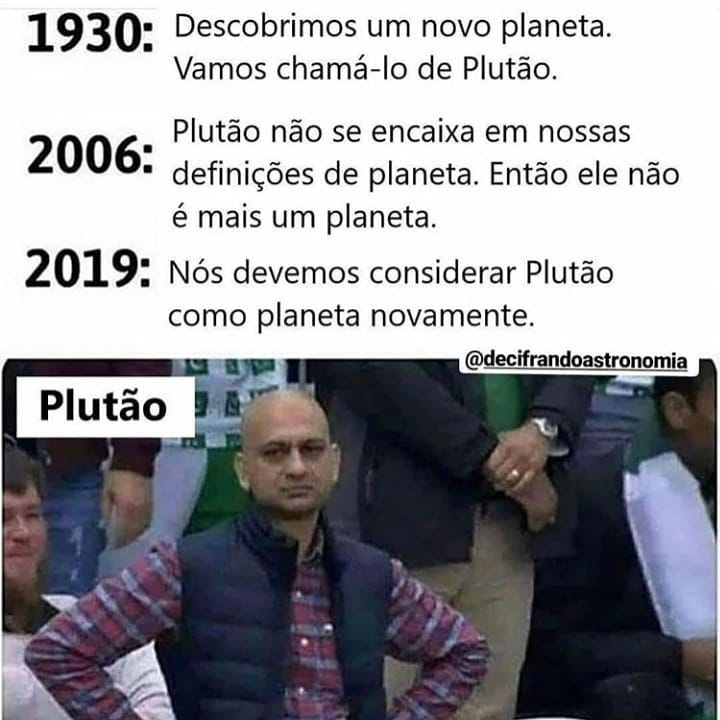 1930: Descobrimos um novo planeta.
Vamos chamá-lo de Plutão.
2006: Plutão não se encaixa em nossas
definições de planeta. Então ele não
é mais um planeta.
2019: Nós devemos considerar Plutão
como planeta novamente.
@decifrandoastronomia
Plutão